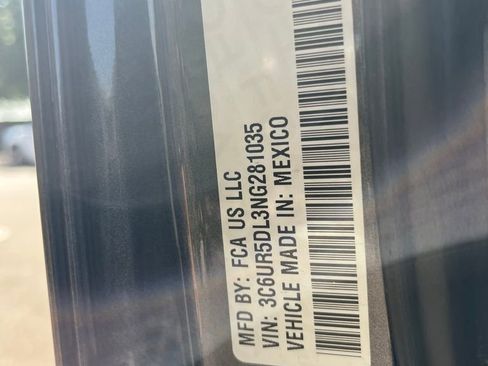 MFD BY: FCA US LLC
VIN: 3C6UR5DL3NG281035
VEHICLE MADE IN: MEXICO